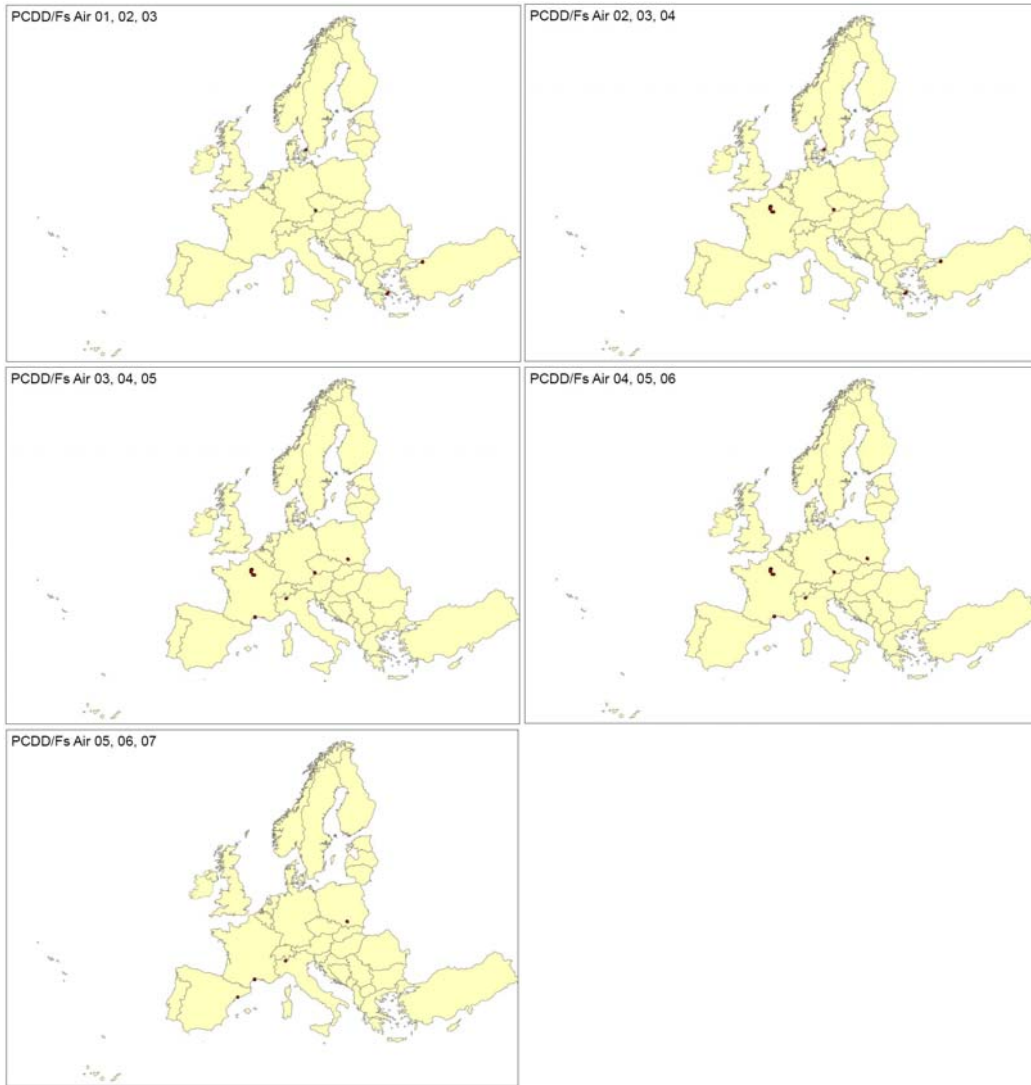 PCDD/Fs Air 01, 02, 03
PCDD/Fs Air 02, 03, 04
PCDD/Fs Air 03, 04, 05
PCDD/Fs Air 04, 05, 06
PCDD/Fs Air 05, 06, 07